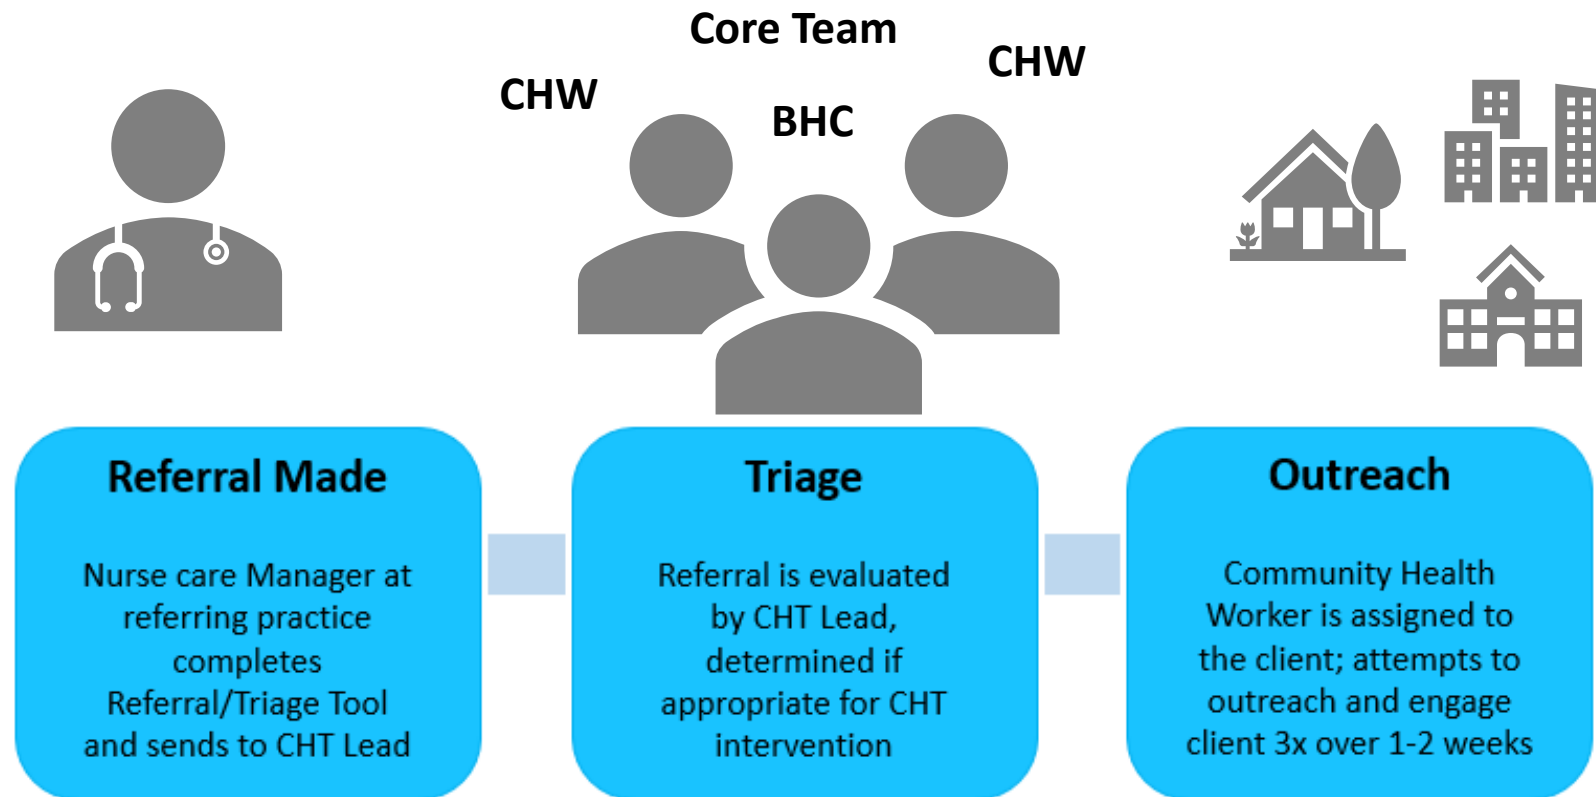 Core Team
CHW
CHW
BHC
Referral Made
Nurse care Manager at
referring practice
completes
Referral/Triage Tool
and sends to CHT Lead
Triage
Referral is evaluated
by CHT Lead,
determined if
appropriate for CHT
intervention
Outreach
Community Health
Worker is assigned to
the client; attempts to
outreach and engage
client 3x over 1-2 weeks